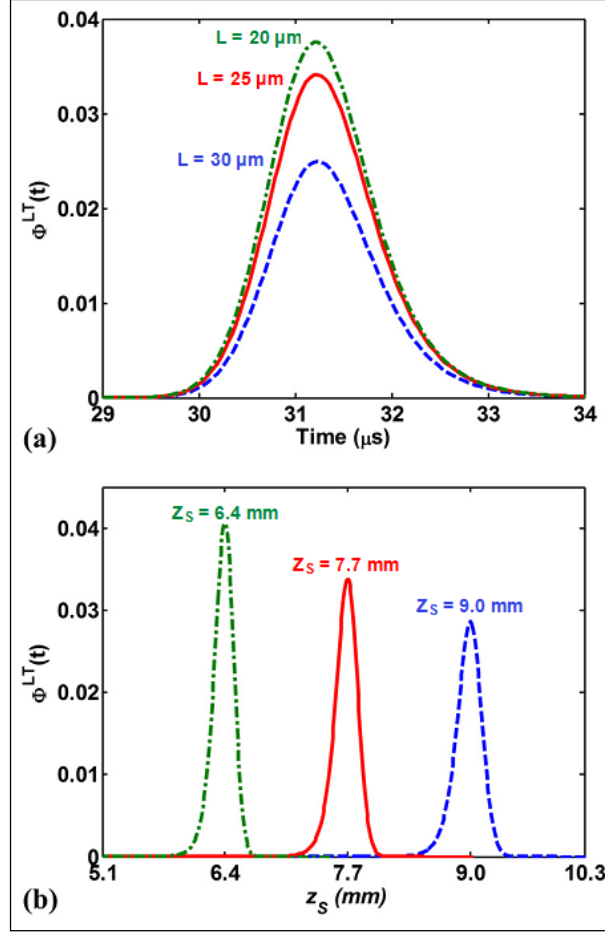 0.04
L = 20 µm
L = 25 µm
0.03
L = 30 µm
0.02
Φ^LT(t)
0.01
0
29 30 31 32 33 34
(a) Time (µs)
Z_S = 6.4 mm
0.04
Z_S = 7.7 mm
0.03
Z_S = 9.0 mm
Φ^LT(t)
0.02
0.01
0
5.1 6.4 7.7 9.0 10.3
(b) z_S (mm)